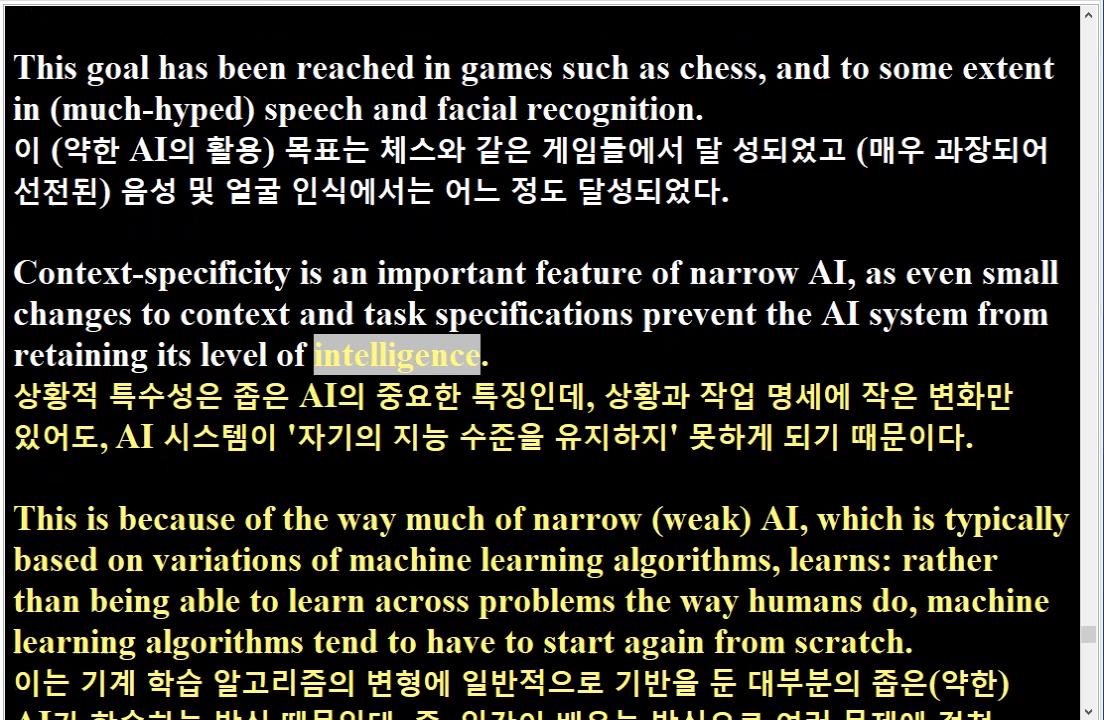 This goal has been reached in games such as chess, and to some extent
in (much-hyped) speech and facial recognition.
이 (약한 AI의 활용) 목표는 체스와 같은 게임들에서 달 성되었고 (매우 과장되어
선전된) 음성 및 얼굴 인식에서는 어느 정도 달성되었다.
Context-specificity is an important feature of narrow AI, as even small
changes to context and task specifications prevent the AI system from
retaining its level of intelligence.
상황적 특수성은 좁은 AI의 중요한 특징인데, 상황과 작업 명세에 작은 변화만
있어도, AI 시스템이 '자기의 지능 수준을 유지하지' 못하게 되기 때문이다.
This is because of the way much of narrow (weak) AI, which is typically
based on variations of machine learning algorithms, learns: rather
than being able to learn across problems the way humans do, machine
learning algorithms tend to have to start again from scratch.
이는 기계 학습 알고리즘의 변형에 일반적으로 기반을 둔 대부분의 좁은(약한)